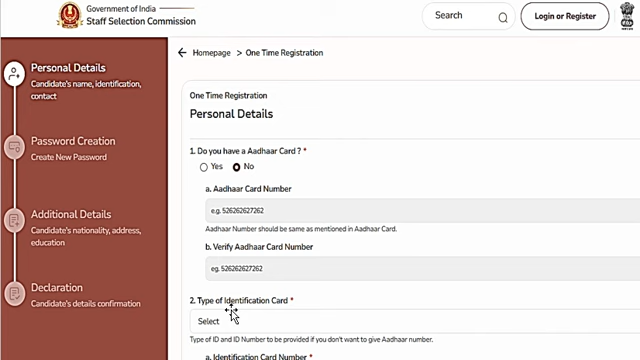 Government of India
Staff Selection Commission
Search
Login or Register
Personal Details
Candidate's name, identification,
contact
Password Creation
Create New Password
Additional Details
Candidate's nationality, address,
education
Declaration
Candidate's details confirmation
Homepage > One Time Registration
One Time Registration
Personal Details
1. Do you have a Aadhaar Card ? *
Yes No
a. Aadhaar Card Number
e.g. 526262627262
Aadhaar Number should be same as mentioned in Aadhaar Card.
b. Verify Aadhaar Card Number
eg. 526262627262
2. Type of Identification Card *
Select
Type of ID and ID Number to be provided if you don't want to give Aadhar number.
a. Identification Card Number *